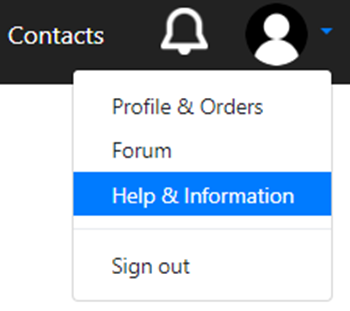 Contacts
Profile & Orders
Forum
Help & Information
Sign out